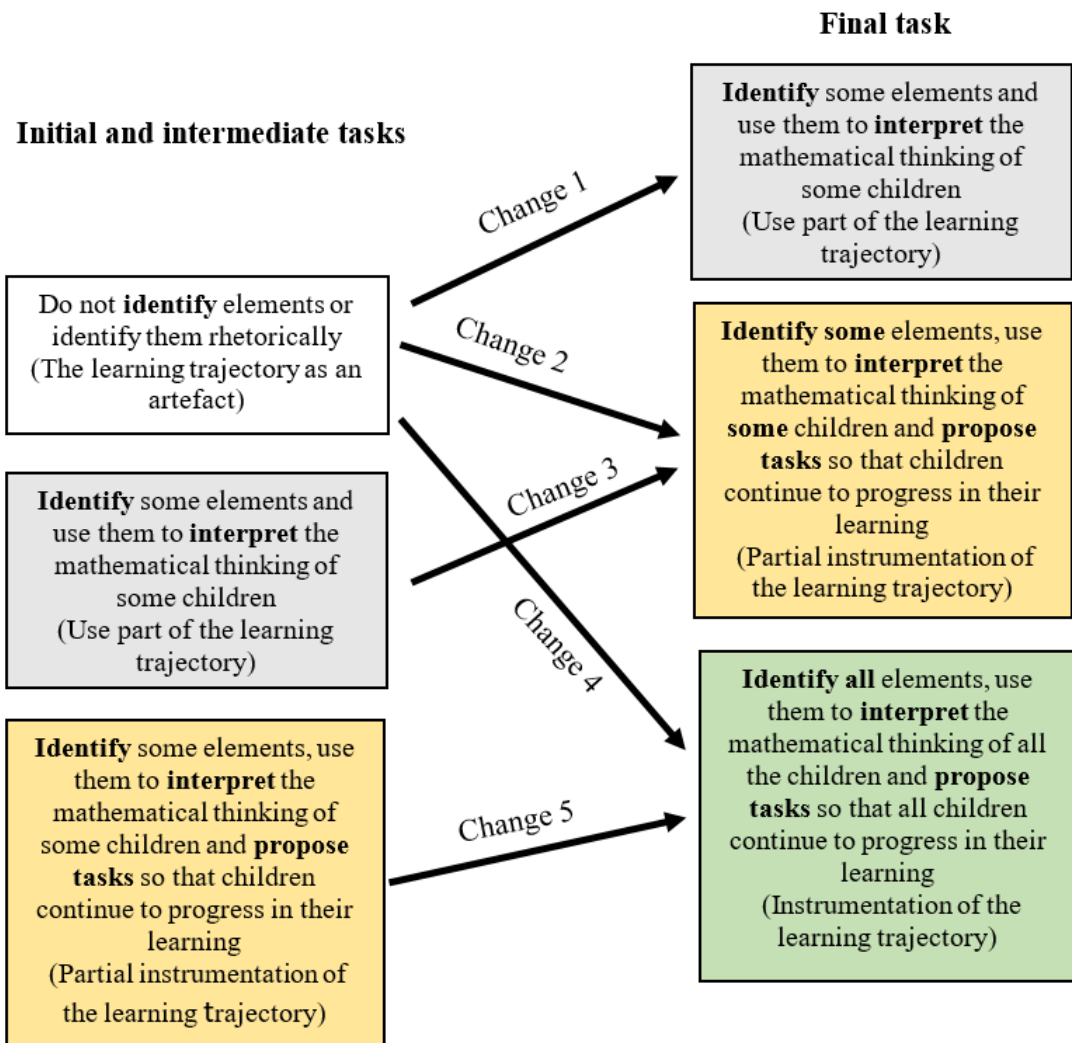 Final task
Initial and intermediate tasks
Identify some elements and
use them to interpret the
mathematical thinking of
some children
(Use part of the learning
trajectory)
Change 1
Do not identify elements or
identify them rhetorically
(The learning trajectory as an
artefact)
Change 2
Identify some elements, use
them to interpret the
mathematical thinking of
some children and propose
tasks so that children
continue to progress in their
learning
(Partial instrumentation of
the learning trajectory)
Change 3
Identify some elements and
use them to interpret the
mathematical thinking of
some children
(Use part of the learning
trajectory)
Change 4
Identify all elements, use
them to interpret the
mathematical thinking of all
the children and propose
tasks so that all children
continue to progress in their
learning
(Instrumentation of the
learning trajectory)
Identify some elements, use
them to interpret the
mathematical thinking of
some children and propose
tasks so that children
continue to progress in their
learning
(Partial instrumentation of
the learning trajectory)
Change 5